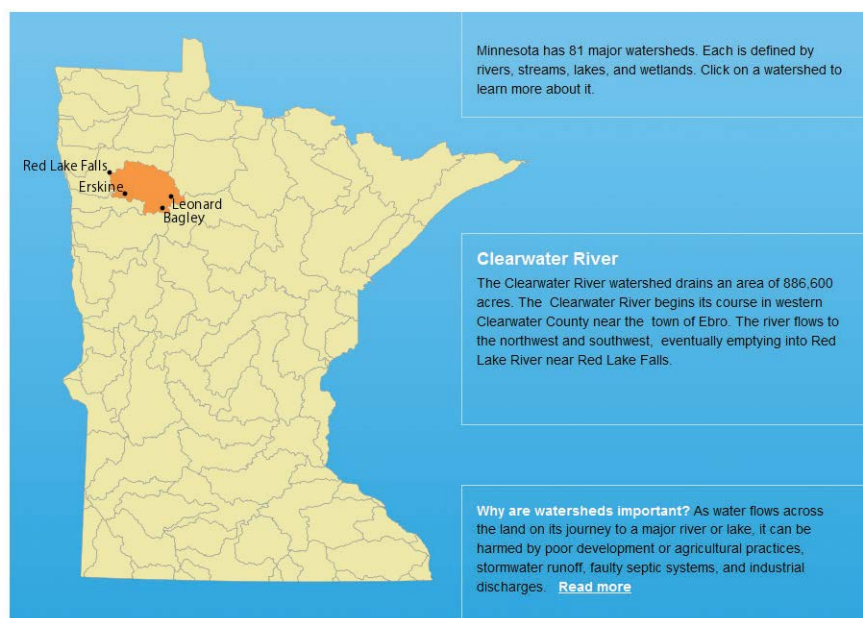 Minnesota has 81 major watersheds. Each is defined by
rivers, streams, lakes, and wetlands. Click on a watershed to
learn more about it.
Red Lake Falls
Erskine
Leonard
Bagley
Clearwater River
The Clearwater River watershed drains an area of 886,600
acres. The  Clearwater River begins its course in western
Clearwater County near the  town of Ebro. The river flows to
the northwest and southwest,  eventually emptying into Red
Lake River near Red Lake Falls.
Why are watersheds important? As water flows across
the land on its journey to a major river or lake, it can be
harmed by poor development or agricultural practices,
stormwater runoff, faulty septic systems, and industrial
discharges.   Read more